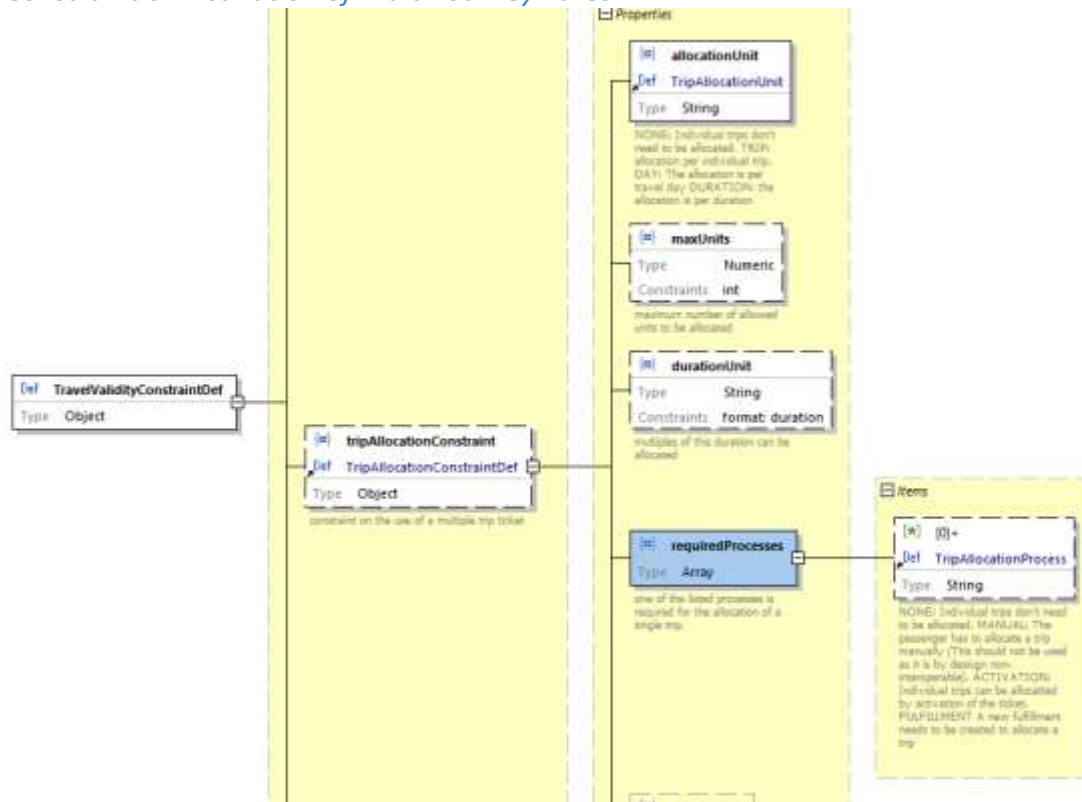 Properties
allocationUnit
Def TripAllocationUnit
Type String
NONE: Individual trips don't
need to be allocated. TRIP:
allocation per individual trip.
DAY: The allocation is per
travel day DURATION: the
allocation is per duration
maxUnits
Type Numeric
Constraints int
maximum number of allowed
units to be allocated
durationUnit
Type String
Constraints format: duration
multiples of this duration can be
allocated
Def TravelValidityConstraintDef
Type Object
tripAllocationConstraint
Def TripAllocationConstraintDef
Type Object
constraint on the use of a multiple trip ticket
requiredProcesses
Type Array
one of the listed processes is
required for the allocation of a
single trip.
Items
[*] [0]+
Def TripAllocationProcess
Type String
NONE: Individual trips don't need
to be allocated. MANUAL: The
passenger has to allocate a trip
manually (This should not be used
as it is by design non-
interoperable). ACTIVATION:
Individual trips can be allocated
by activation of the ticket.
FULFILLMENT A new fulfillment
needs to be created to allocate a
trip